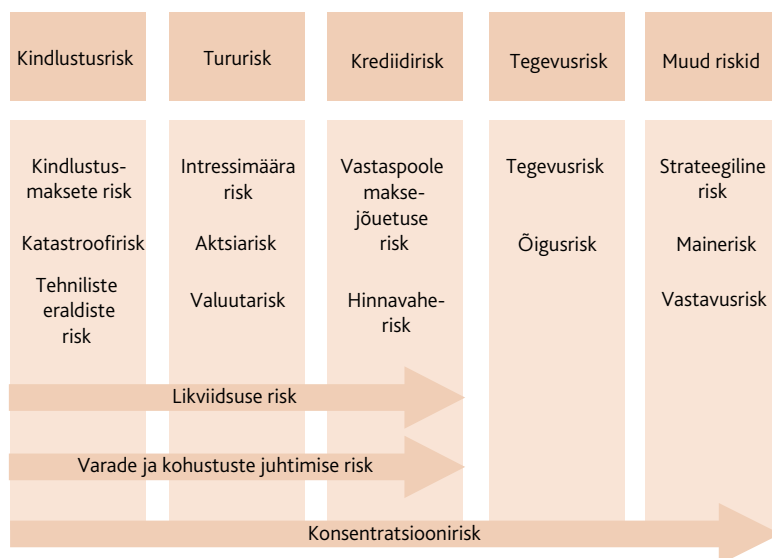 Kindlustusrisk
Tururisk
Krediidirisk
Tegevusrisk
Muud riskid
Kindlustus-
maksete risk
Katastroofirisk
Tehniliste
eraldiste
risk
Intressimäära
risk
Aktsiarisk
Valuutarisk
Vastaspoole
makse-
jõuetuse
risk
Hinnavahe-
risk
Tegevusrisk
Õigusrisk
Strateegiline
risk
Mainerisk
Vastavusrisk
Likviidsuse risk
Varade ja kohustuste juhtimise risk
Konsentratsioonirisk